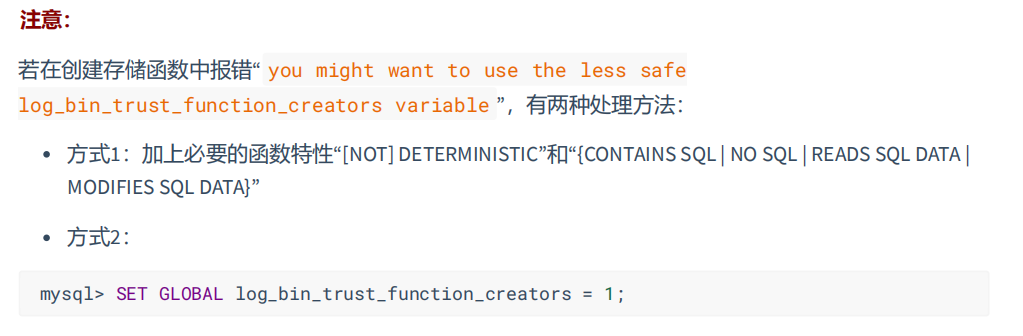 注意：
若在创建存储函数中报错“ you might want to use the less safe
log_bin_trust_function_creators variable ”，有两种处理方法：
• 方式1：加上必要的函数特性“[NOT] DETERMINISTIC”和“{CONTAINS SQL | NO SQL | READS SQL DATA |
MODIFIES SQL DATA}”
• 方式2：
mysql> SET GLOBAL log_bin_trust_function_creators = 1;